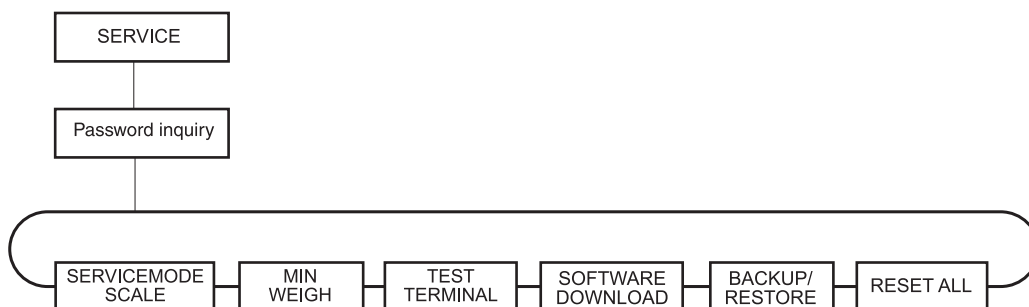 SERVICE
Password inquiry
SERVICEMODE
SCALE
MIN
WEIGH
TEST
TERMINAL
SOFTWARE
DOWNLOAD
BACKUP/
RESTORE
RESET ALL